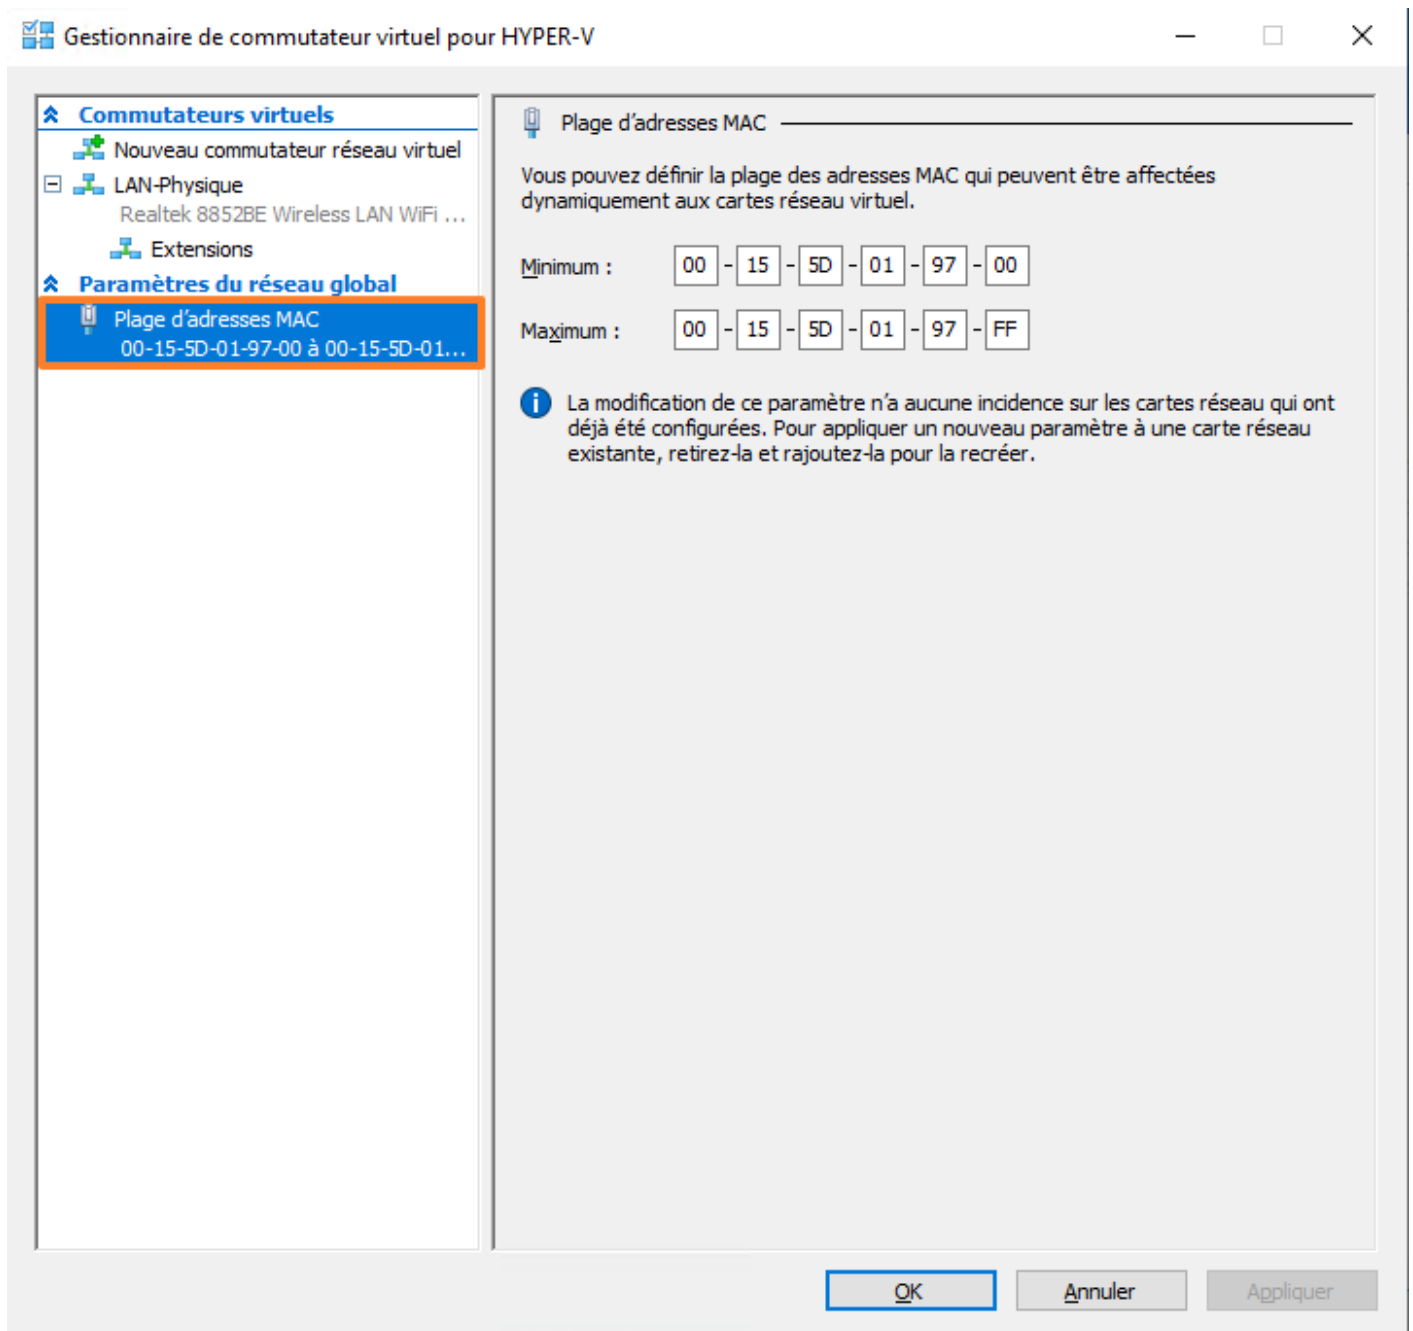 Gestionnaire de commutateur virtuel pour HYPER-V
Commutateurs virtuels
Nouveau commutateur réseau virtuel
LAN-Physique
Realtek 8852BE Wireless LAN WiFi ...
Extensions
Paramètres du réseau global
Plage d’adresses MAC
00-15-5D-01-97-00 à 00-15-5D-01...
Plage d’adresses MAC
Vous pouvez définir la plage des adresses MAC qui peuvent être affectées
dynamiquement aux cartes réseau virtuel.
Minimum : 00 - 15 - 5D - 01 - 97 - 00
Maximum : 00 - 15 - 5D - 01 - 97 - FF
La modification de ce paramètre n’a aucune incidence sur les cartes réseau qui ont
déjà été configurées. Pour appliquer un nouveau paramètre à une carte réseau
existante, retirez-la et rajoutez-la pour la recréer.
OK
Annuler
Appliquer